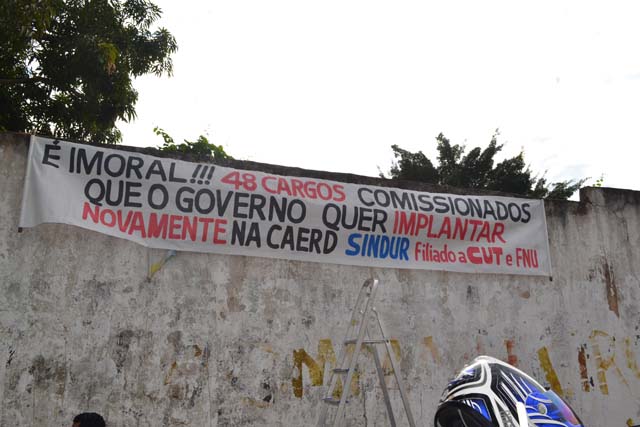 É IMORAL!!! 48 CARGOS COMISSIONADOS
QUE O GOVERNO QUER IMPLANTAR
NOVAMENTE NA CAERD SINDUR Filiado a CUT e FNU